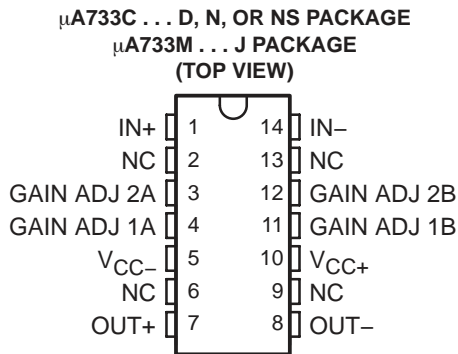 μA733C . . . D, N, OR NS PACKAGE
μA733M . . . J PACKAGE
(TOP VIEW)
IN+ 1 14 IN−
NC 2 13 NC
GAIN ADJ 2A 3 12 GAIN ADJ 2B
GAIN ADJ 1A 4 11 GAIN ADJ 1B
VCC− 5 10 VCC+
NC 6 9 NC
OUT+ 7 8 OUT−